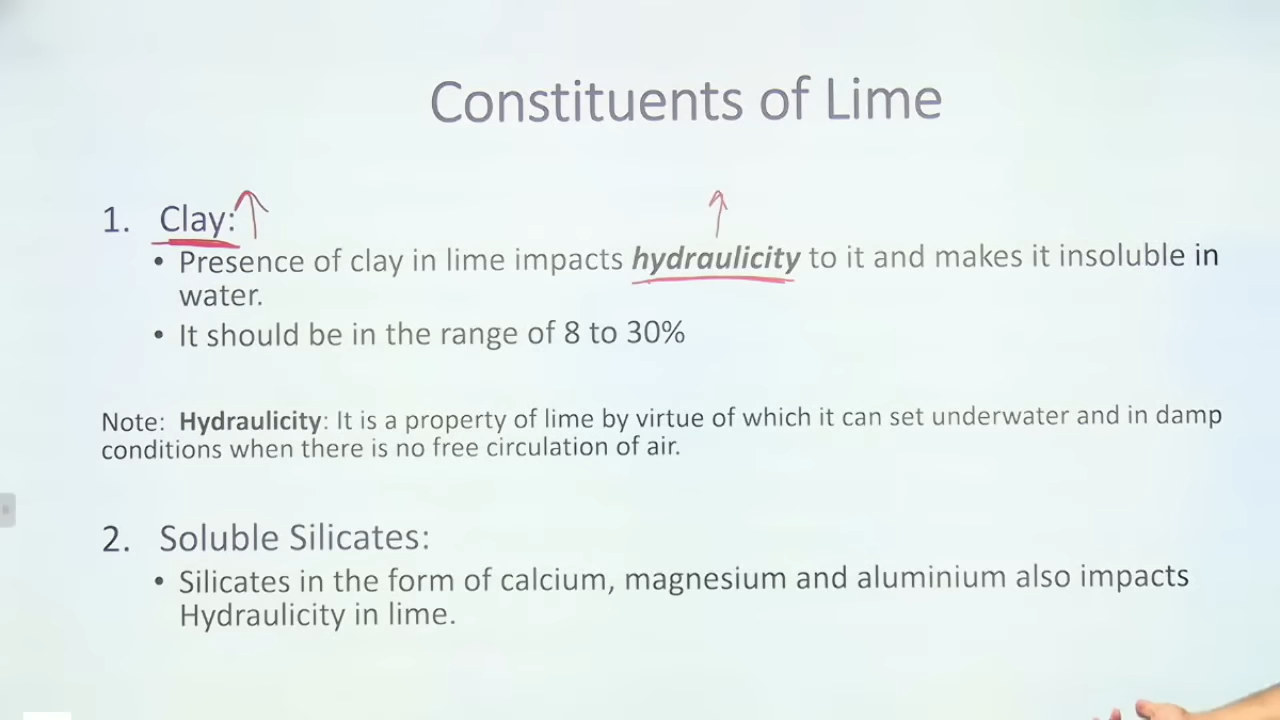 Constituents of Lime
1. Clay:
• Presence of clay in lime impacts hydraulicity to it and makes it insoluble in
water.
• It should be in the range of 8 to 30%
Note: Hydraulicity: It is a property of lime by virtue of which it can set underwater and in damp
conditions when there is no free circulation of air.
2. Soluble Silicates:
• Silicates in the form of calcium, magnesium and aluminium also impacts
Hydraulicity in lime.